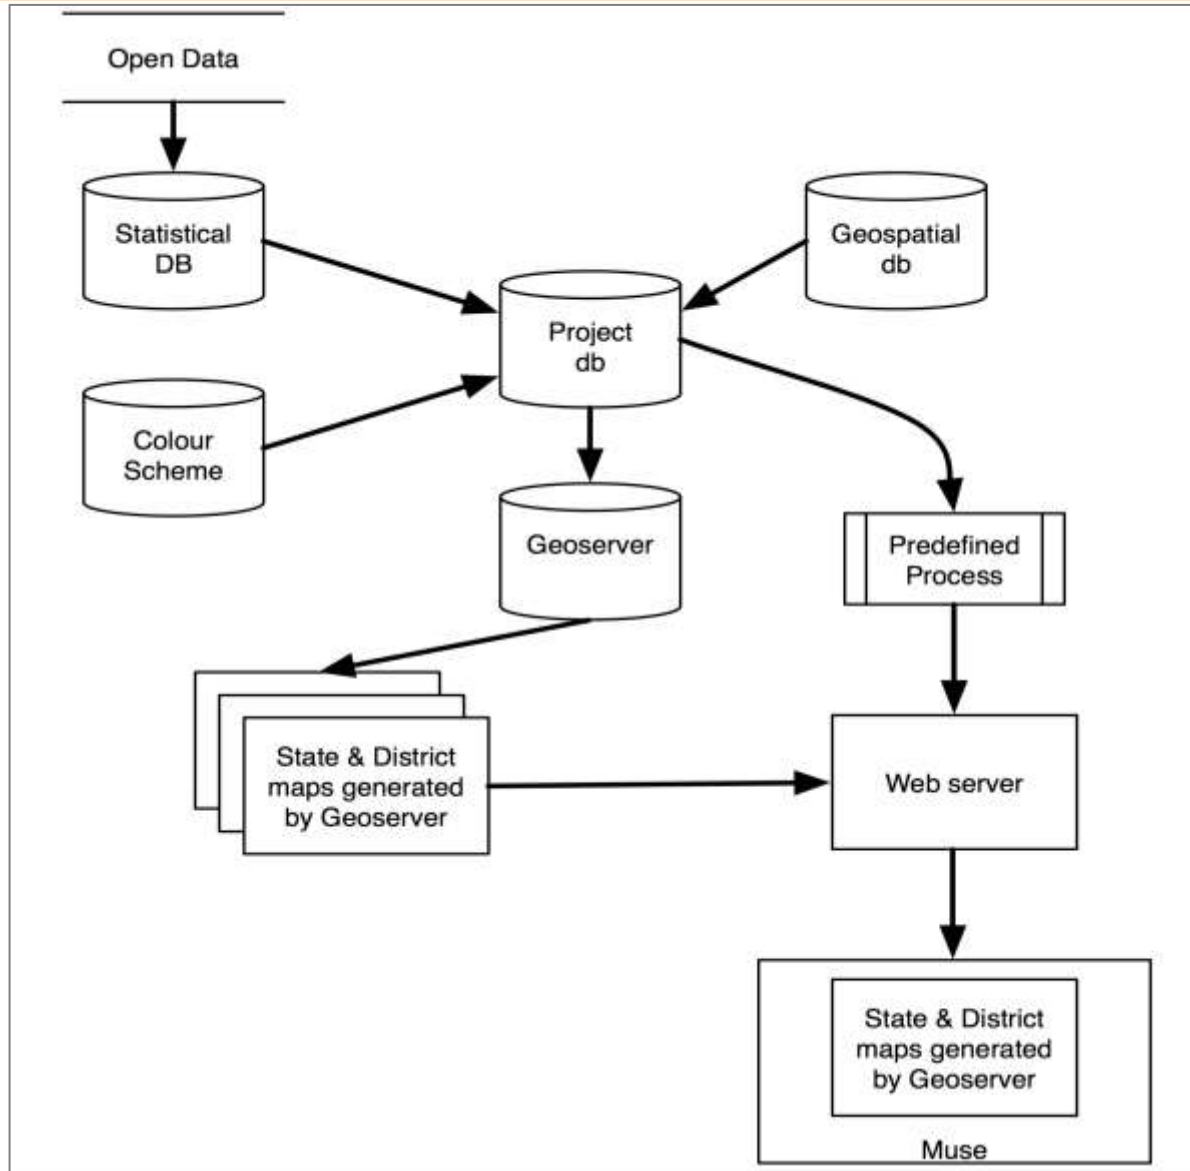 Open Data
Statistical
DB
Geospatial
db
Project
db
Colour
Scheme
Geoserver
Predefined
Process
State & District
maps generated
by Geoserver
Web server
State & District
maps generated
by Geoserver
Muse